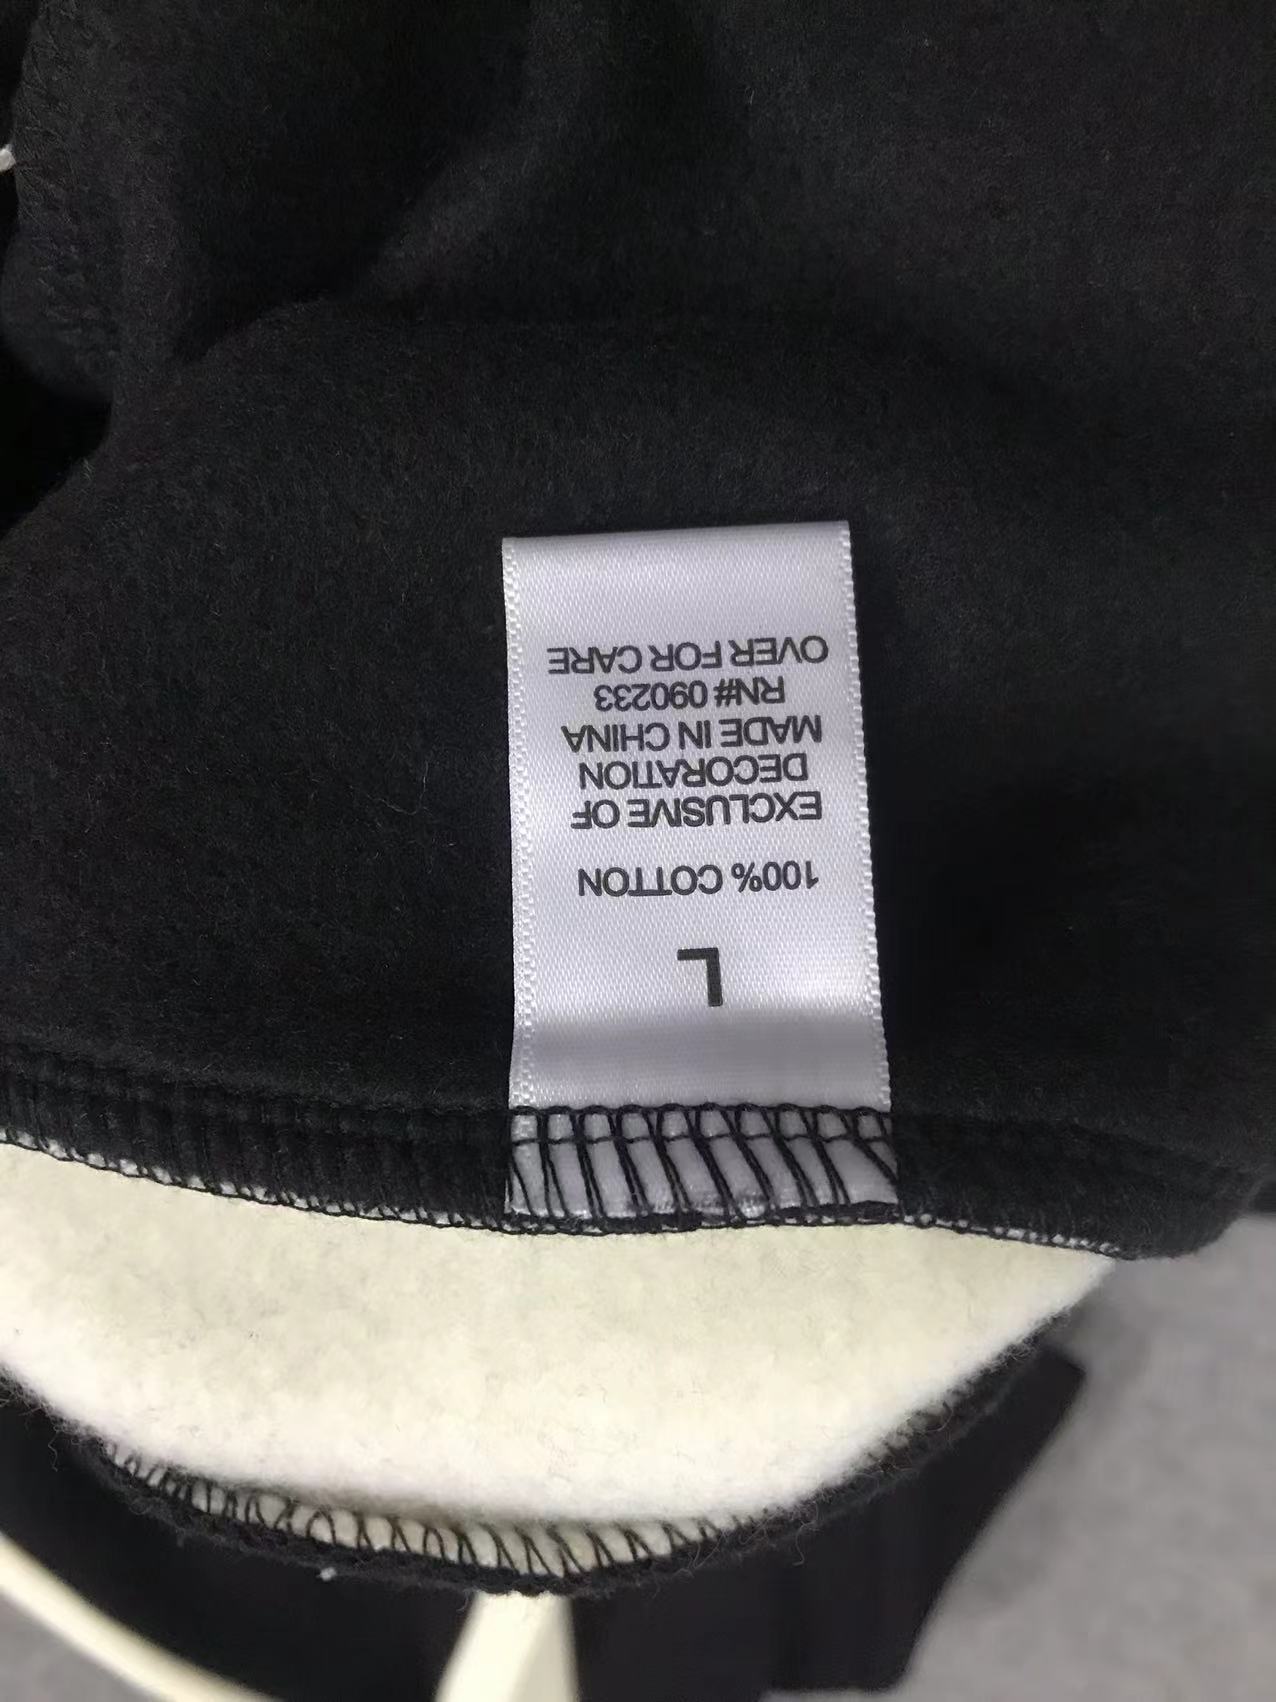 L
100% COTTON
EXCLUSIVE OF
DECORATION
MADE IN CHINA
RN# 090233
OVER FOR CARE